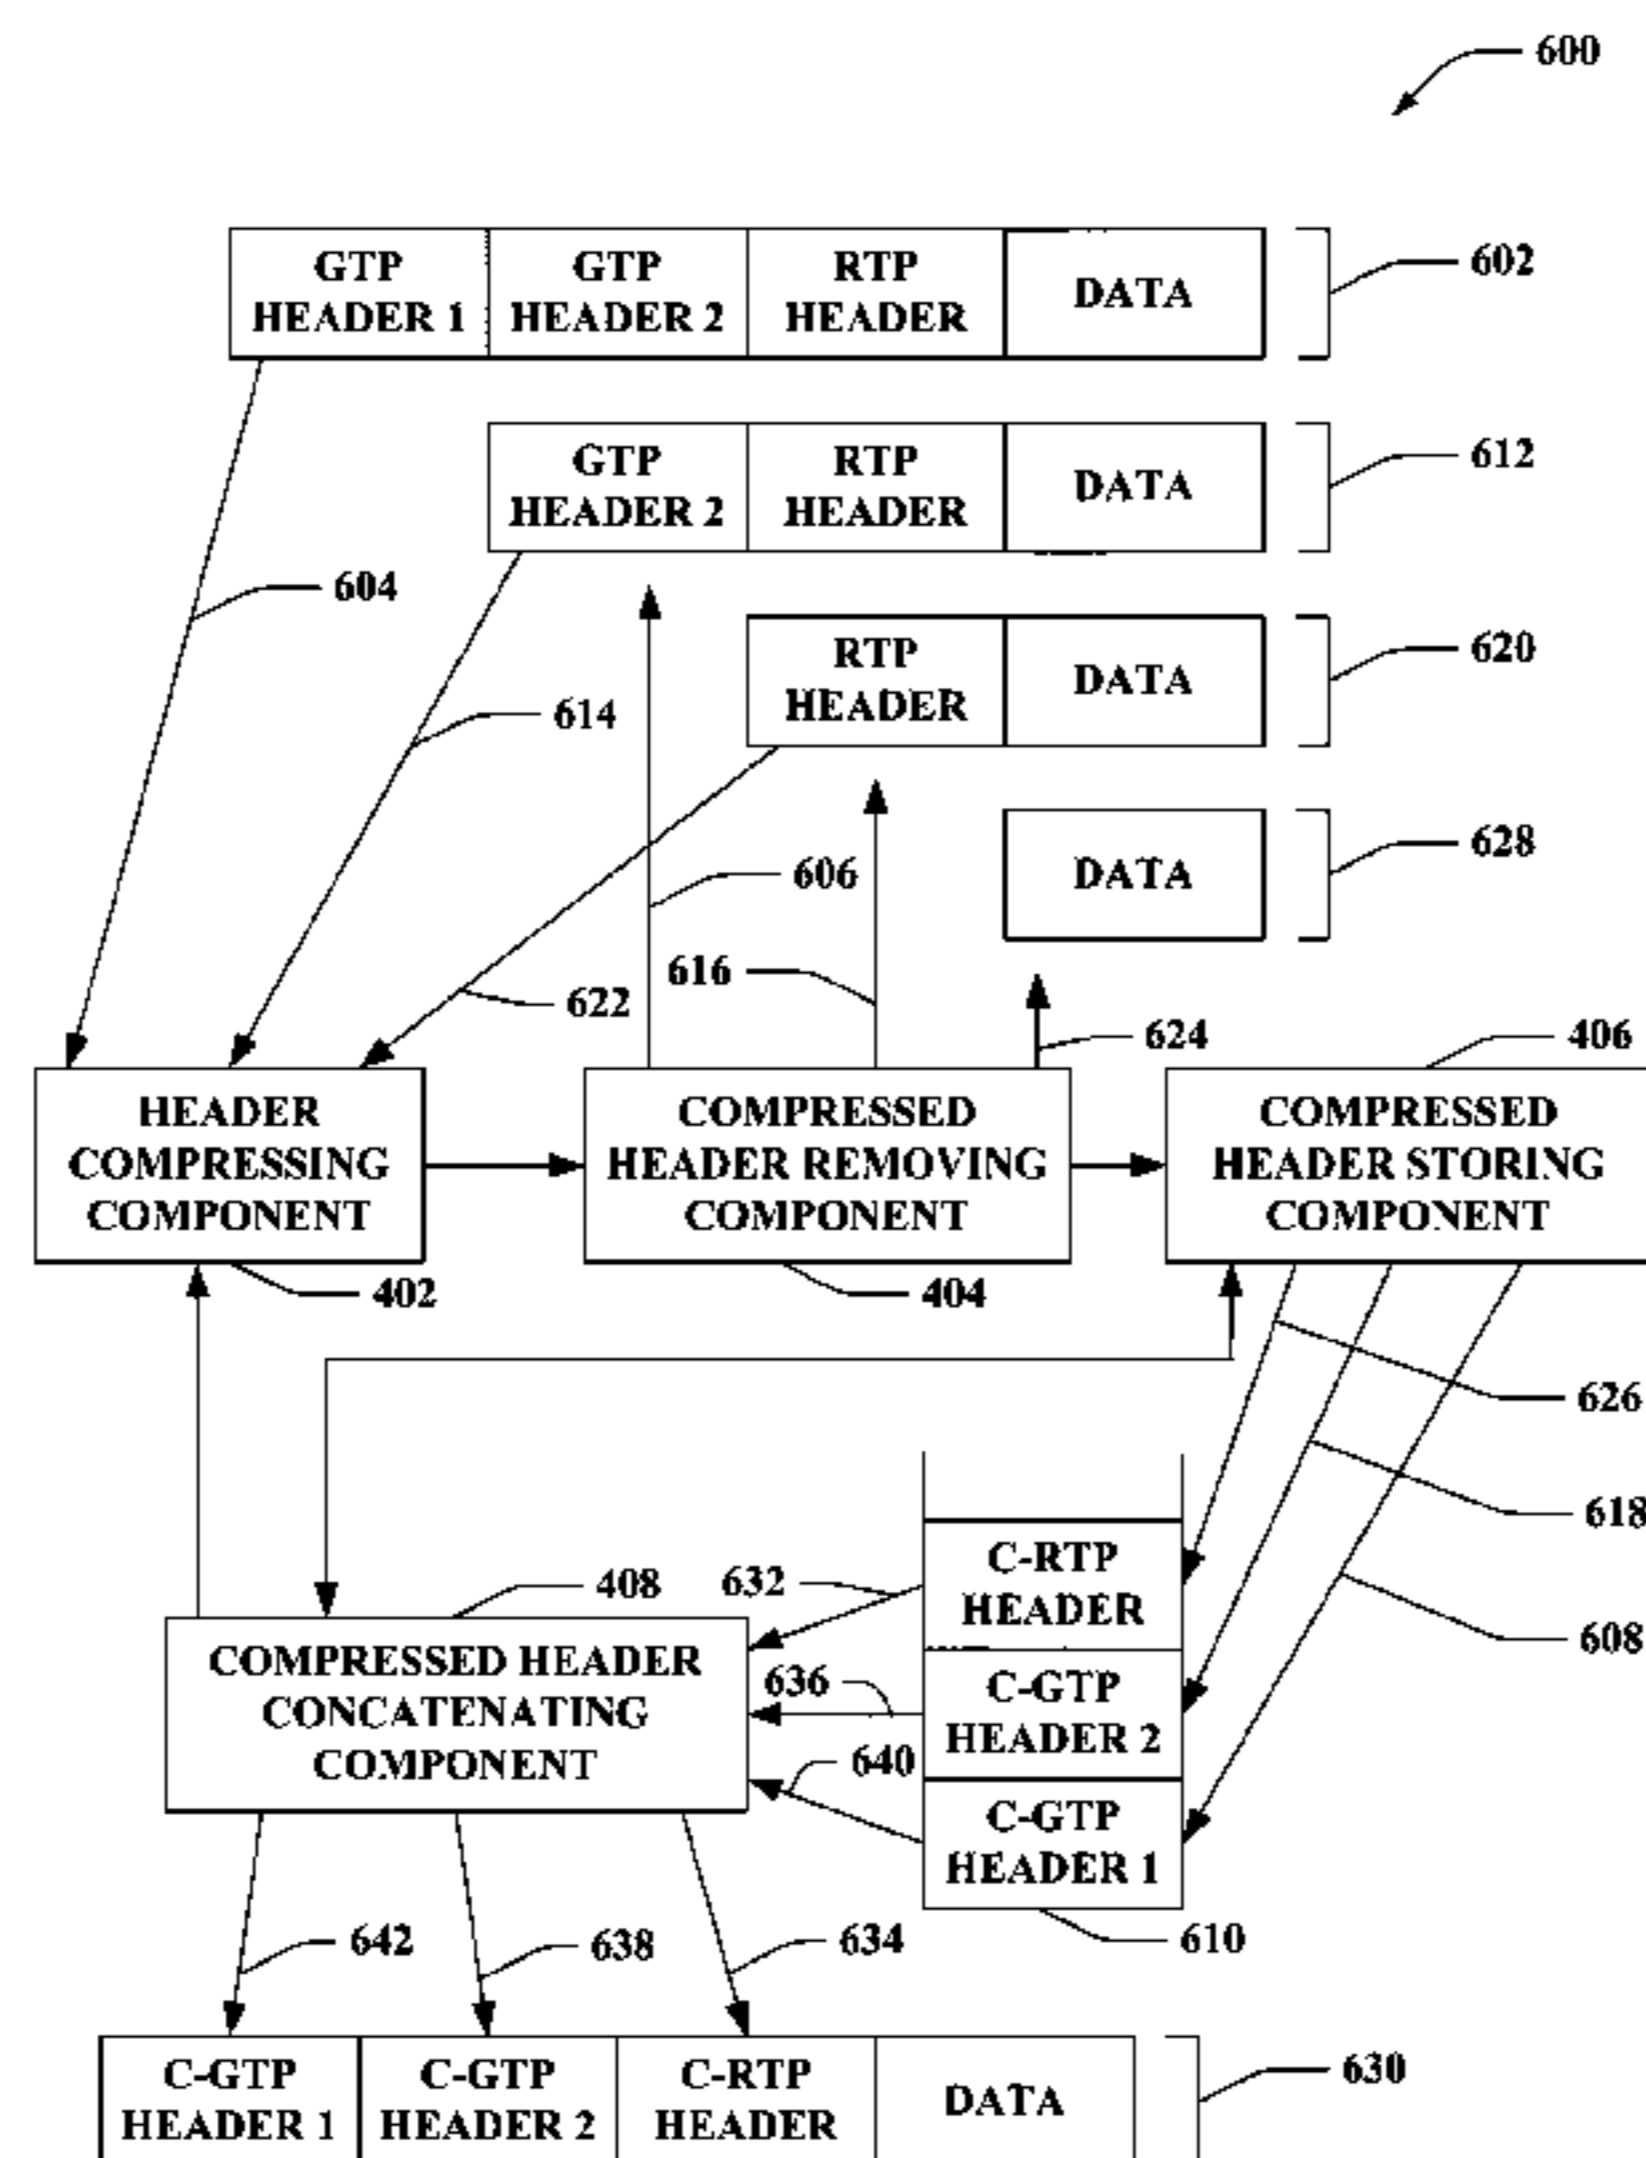 600
GTP HEADER 1
GTP HEADER 2
RTP HEADER
DATA
602
GTP HEADER 2
RTP HEADER
DATA
612
604
RTP HEADER
DATA
620
614
DATA
628
606
616
622
624
406
HEADER COMPRESSING COMPONENT
COMPRESSED HEADER REMOVING COMPONENT
COMPRESSED HEADER STORING COMPONENT
402
404
626
618
C-RTP HEADER
632
408
608
COMPRESSED HEADER CONCATENATING COMPONENT
636
C-GTP HEADER 2
640
C-GTP HEADER 1
642
638
634
610
C-GTP HEADER 1
C-GTP HEADER 2
C-RTP HEADER
DATA
630